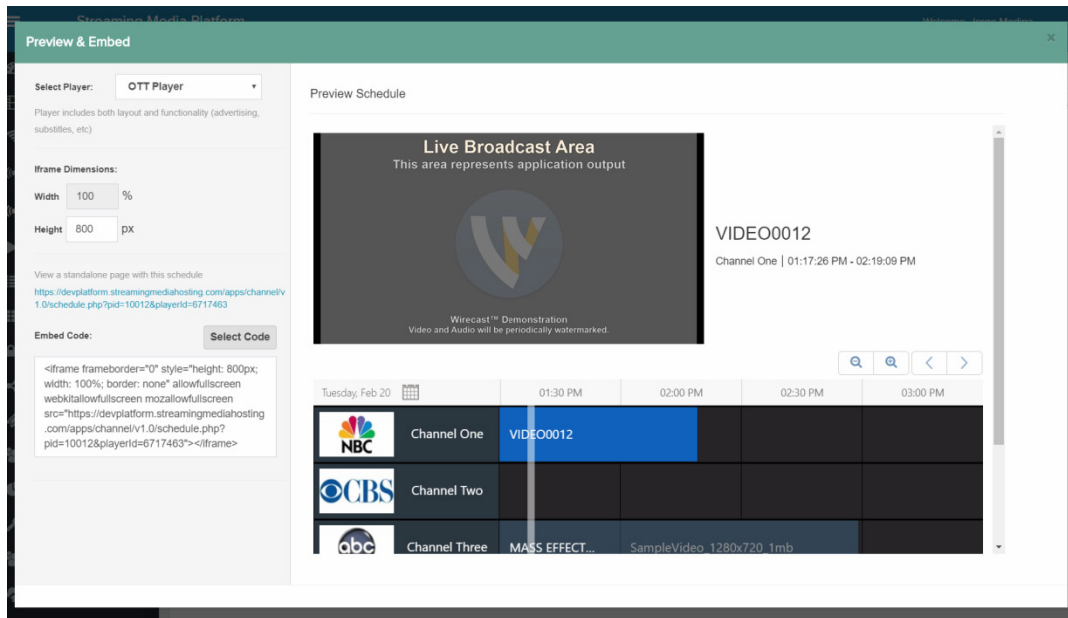 Streaming Media Platform
Preview & Embed
×
Select Player:
OTT Player
Player includes both layout and functionality (advertising,
substitles, etc)
Iframe Dimensions:
Width 100 %
Height 800 px
View a standalone page with this schedule
https://devplatform.streamingmediahosting.com/apps/channel/v
1.0/schedule.php?pid=10012&playerId=6717463
Embed Code:
Select Code
<iframe frameborder="0" style="height: 800px;
width: 100%; border: none" allowfullscreen
webkitallowfullscreen mozallowfullscreen
src="https://devplatform.streamingmediahosting
.com/apps/channel/v1.0/schedule.php?
pid=10012&playerId=6717463"></iframe>
Preview Schedule
Live Broadcast Area
This area represents application output
Wirecast™ Demonstration
Video and Audio will be periodically watermarked.
VIDEO0012
Channel One | 01:17:26 PM - 02:19:09 PM
Tuesday, Feb 20 01:30 PM 02:00 PM 02:30 PM 03:00 PM
NBC Channel One VIDEO0012
CBS Channel Two
abc Channel Three MASS EFFECT... SampleVideo_1280x720_1mb